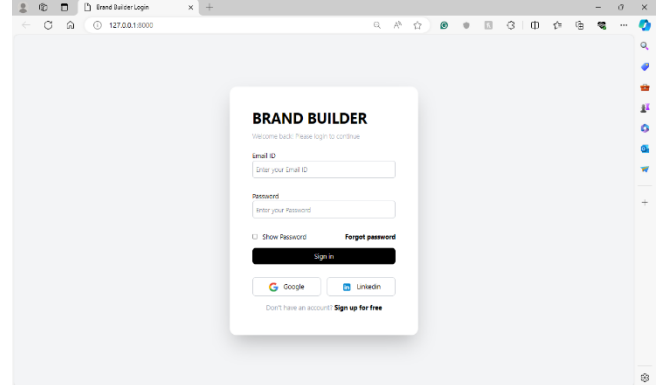 Brand Builder Login
127.0.0.1:8000
BRAND BUILDER
Welcome back! Please login to continue
Email ID
Enter your Email ID
Password
Enter your Password
Show Password Forgot password
Sign in
Google Linkedin
Don't have an account? Sign up for free